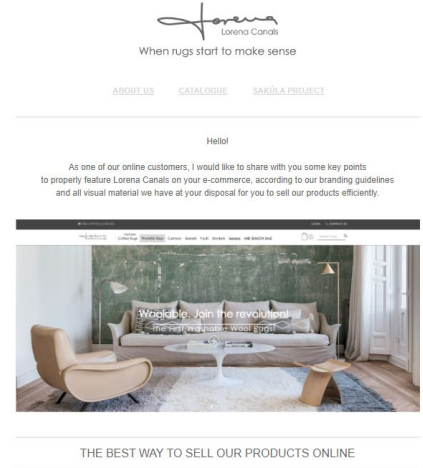 Lorena
Lorena Canals
When rugs start to make sense
ABOUT US CATALOGUE SAKÛLA PROJECT
Hello!
As one of our online customers, I would like to share with you some key points
to properly feature Lorena Canals on your e-commerce, according to our branding guidelines
and all visual material we have at your disposal for you to sell our products efficiently.
Woolable. Join the revolution!
The First Washable Wool Rugs!
THE BEST WAY TO SELL OUR PRODUCTS ONLINE